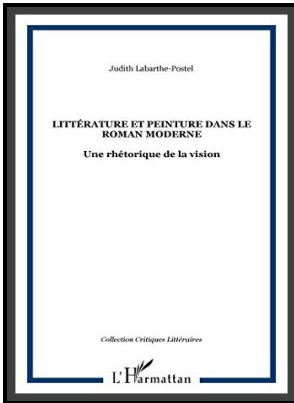 Judith Labarthe-Postel
LITTÉRATURE ET PEINTURE DANS LE
ROMAN MODERNE
Une rhétorique de la vision
Collection Critiques Littéraires
L'Harmattan